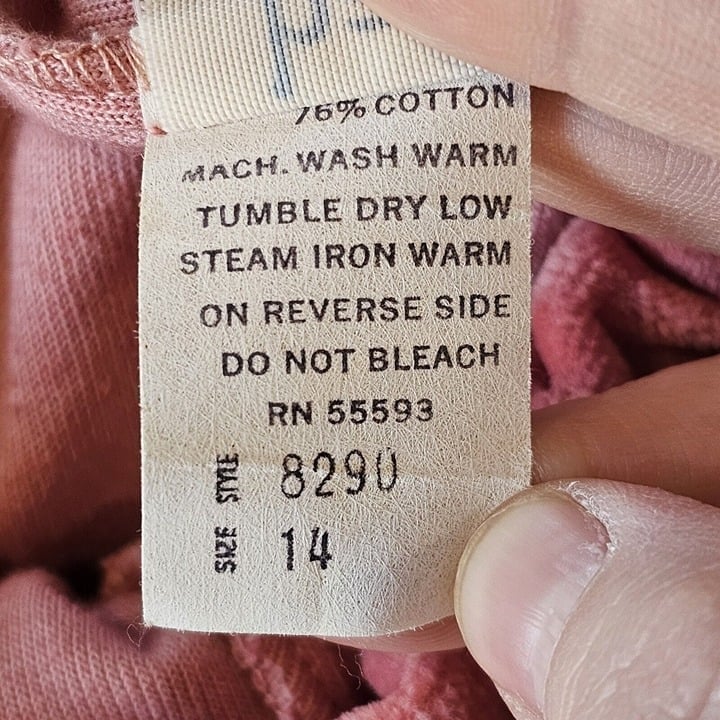 76% COTTON
MACH. WASH WARM
TUMBLE DRY LOW
STEAM IRON WARM
ON REVERSE SIDE
DO NOT BLEACH
RN 55593
STYLE 8290
SIZE 14